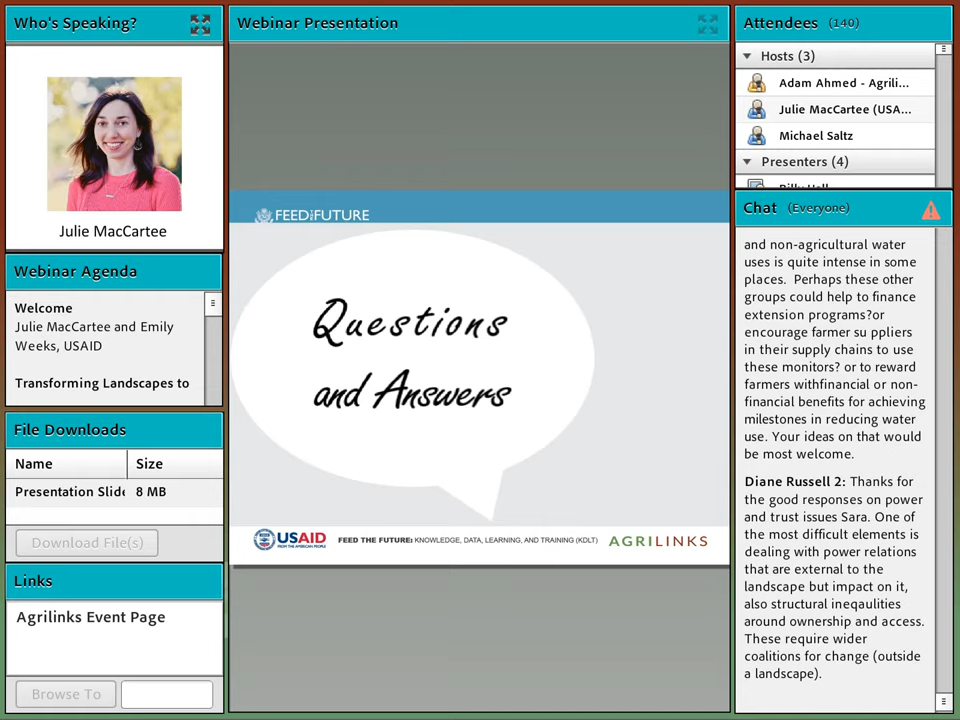 Who's Speaking?
Julie MacCartee
Webinar Agenda
Welcome
Julie MacCartee and Emily
Weeks, USAID
Transforming Landscapes to
File Downloads
Name Size
Presentation Slide 8 MB
Download File(s)
Links
Agrilinks Event Page
Browse To
Webinar Presentation
FEED THE FUTURE
Questions
and Answers
USAID
FROM THE AMERICAN PEOPLE
FEED THE FUTURE: KNOWLEDGE, DATA, LEARNING, AND TRAINING (KDLT)
AGRILINKS
Attendees (140)
Hosts (3)
Adam Ahmed - Agrili...
Julie MacCartee (USA...
Michael Saltz
Presenters (4)
Chat (Everyone)
and non-agricultural water
uses is quite intense in some
places. Perhaps these other
groups could help to finance
extension programs?or
encourage farmer su ppliers
in their supply chains to use
these monitors? or to reward
farmers withfinancial or non-
financial benefits for achieving
milestones in reducing water
use. Your ideas on that would
be most welcome.
Diane Russell 2: Thanks for
the good responses on power
and trust issues Sara. One of
the most difficult elements is
dealing with power relations
that are external to the
landscape but impact on it,
also structural ineqaulities
around ownership and access.
These require wider
coalitions for change (outside
a landscape).